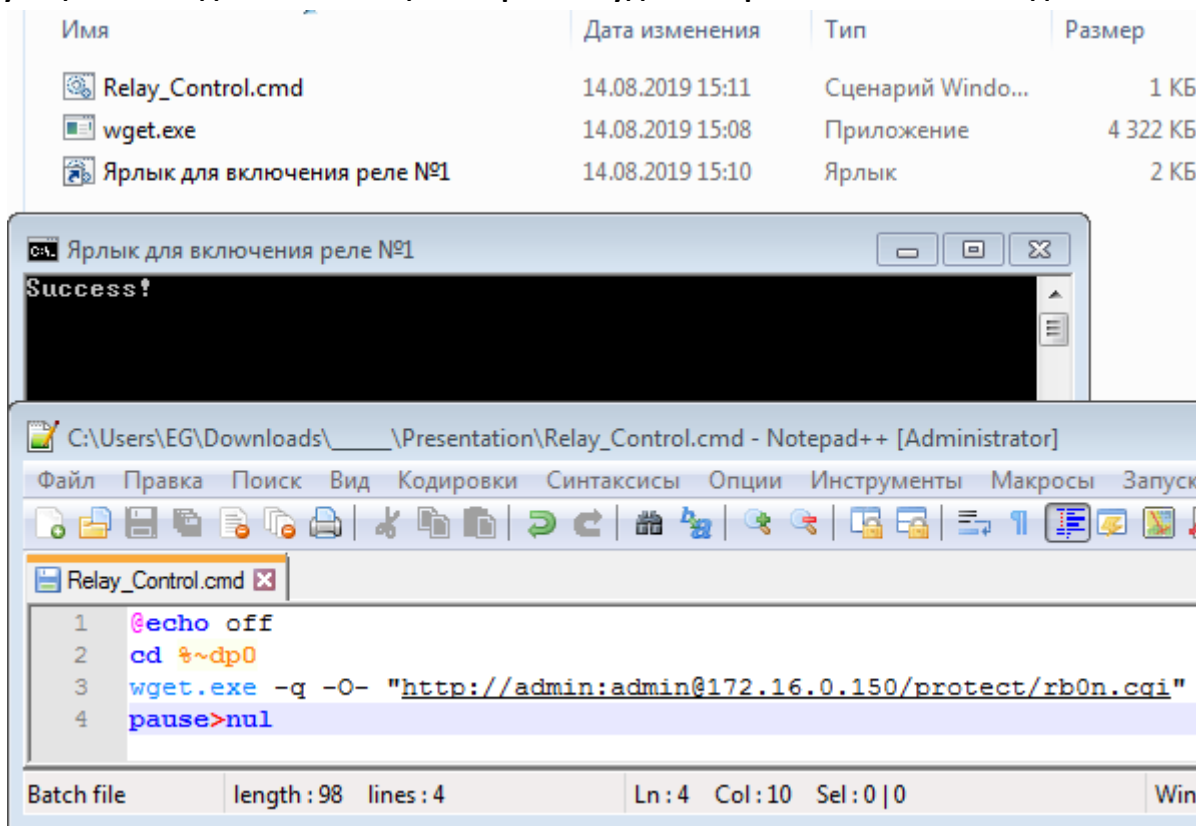 Имя Дата изменения Тип Размер
Relay_Control.cmd 14.08.2019 15:11 Сценарий Windo... 1 КБ
wget.exe 14.08.2019 15:08 Приложение 4 322 КБ
Ярлык для включения реле №1 14.08.2019 15:10 Ярлык 2 КБ
Ярлык для включения реле №1
Success!
C:\Users\EG\Downloads\_____\Presentation\Relay_Control.cmd - Notepad++ [Administrator]
Файл Правка Поиск Вид Кодировки Синтаксисы Опции Инструменты Макросы Запуск
Relay_Control.cmd
1 @echo off
2 cd %~dp0
3 wget.exe -q -O- "http://admin:admin@172.16.0.150/protect/rb0n.cgi"
4 pause>nul
Batch file length : 98 lines : 4 Ln : 4 Col : 10 Sel : 0 | 0 Win